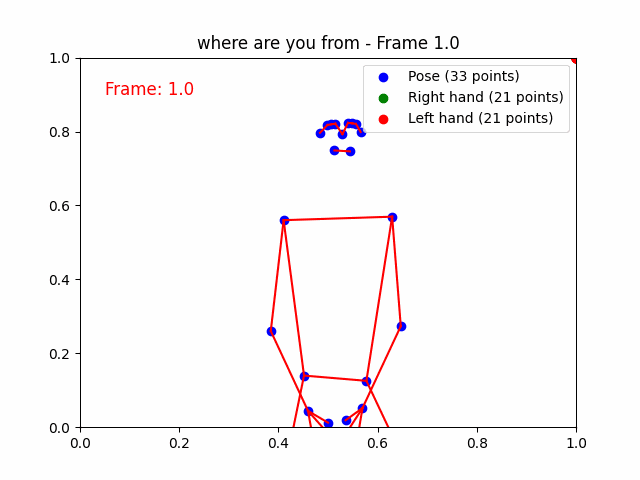 where are you from - Frame 1.0
Frame: 1.0
Pose (33 points)
Right hand (21 points)
Left hand (21 points)
1.0
0.8
0.6
0.4
0.2
0.0
0.0 0.2 0.4 0.6 0.8 1.0